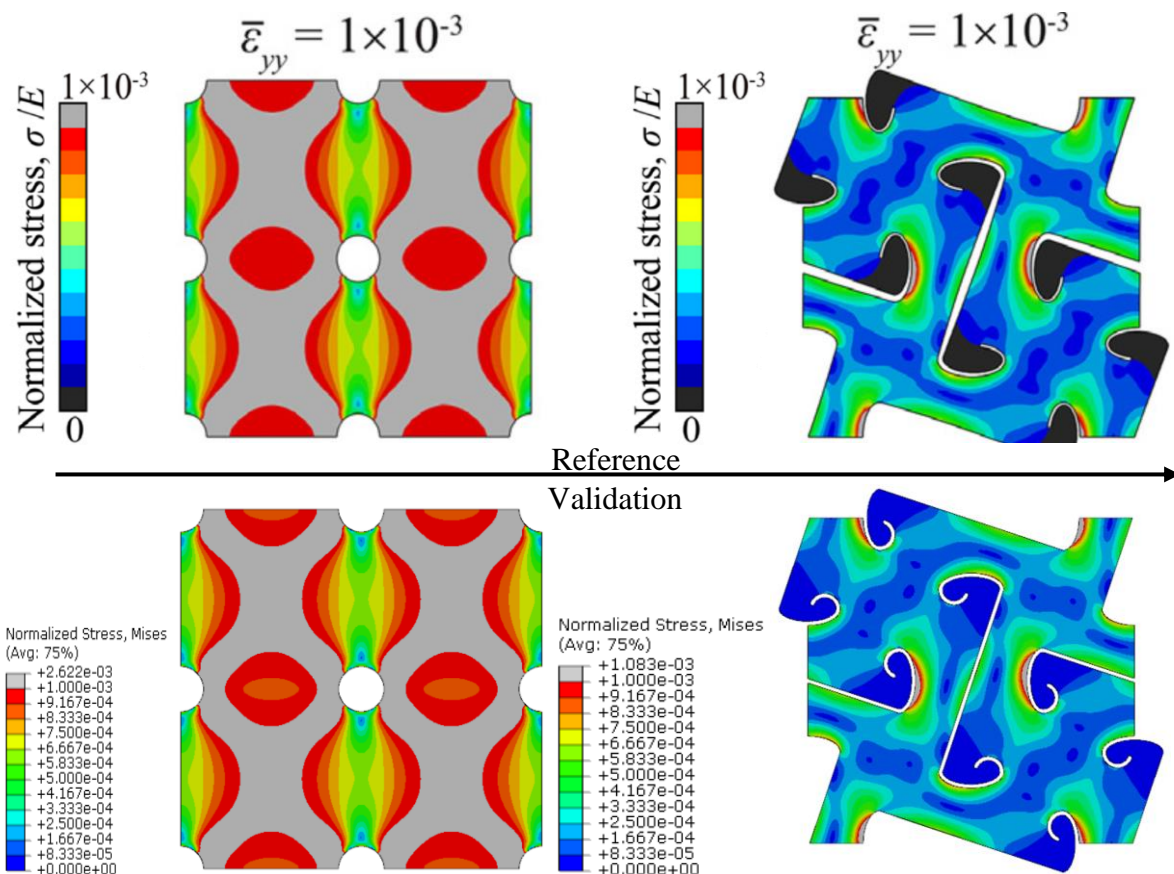 ε̄yy = 1×10⁻³
ε̄yy = 1×10⁻³
1×10⁻³
Normalized stress, σ/E
0
1×10⁻³
Normalized stress, σ/E
0
Reference
Validation
Normalized Stress, Mises
(Avg: 75%)
+2.622e-03
+1.000e-03
+9.167e-04
+8.333e-04
+7.500e-04
+6.667e-04
+5.833e-04
+5.000e-04
+4.167e-04
+3.333e-04
+2.500e-04
+1.667e-04
+8.333e-05
+0.000e+00
Normalized Stress, Mises
(Avg: 75%)
+1.083e-03
+1.000e-03
+9.167e-04
+8.333e-04
+7.500e-04
+6.667e-04
+5.833e-04
+5.000e-04
+4.167e-04
+3.333e-04
+2.500e-04
+1.667e-04
+8.333e-05
+0.000e+00